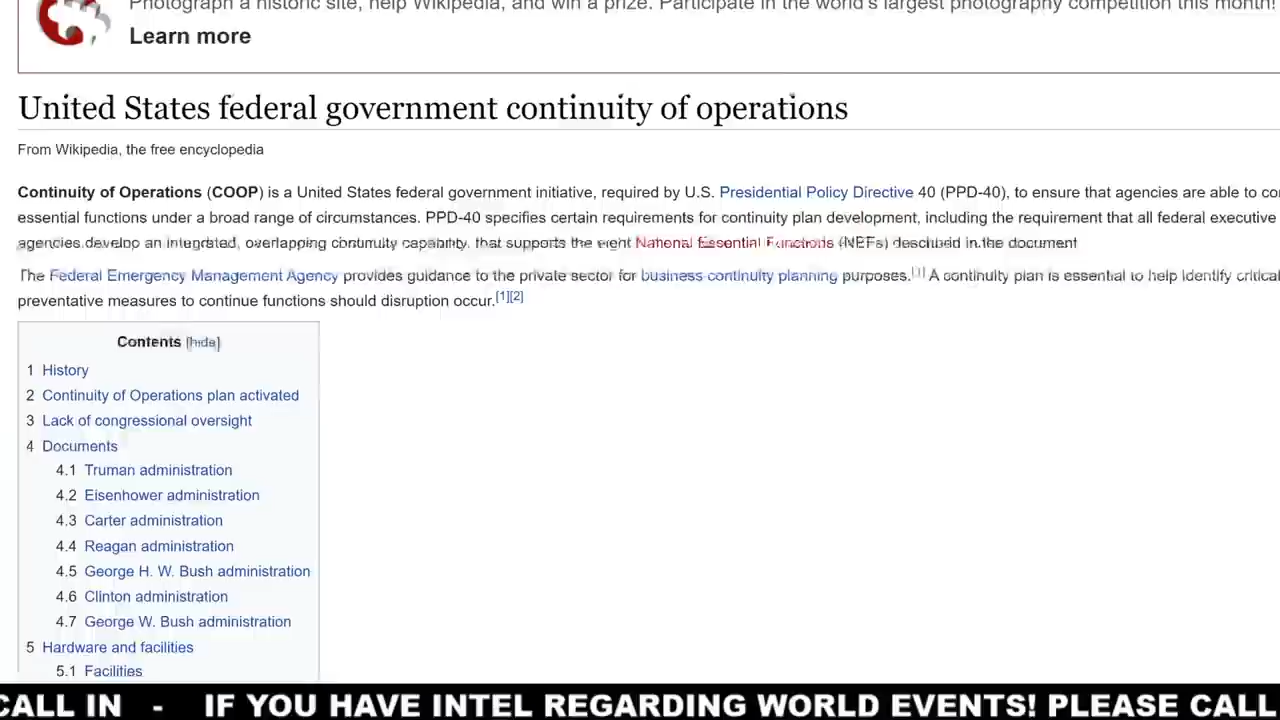 Photograph a historic site, help Wikipedia, and win a prize. Participate in the world's largest photography competition this month!
Learn more
United States federal government continuity of operations
From Wikipedia, the free encyclopedia
Continuity of Operations (COOP) is a United States federal government initiative, required by U.S. Presidential Policy Directive 40 (PPD-40), to ensure that agencies are able to co
essential functions under a broad range of circumstances. PPD-40 specifies certain requirements for continuity plan development, including the requirement that all federal executive
agencies develop an integrated, overlapping continuity capability, that supports the eight National Essential Functions (NEFs) described in the document
The Federal Emergency Management Agency provides guidance to the private sector for business continuity planning purposes.[1] A continuity plan is essential to help identify critical
preventative measures to continue functions should disruption occur.[1][2]
Contents [hide]
1 History
2 Continuity of Operations plan activated
3 Lack of congressional oversight
4 Documents
4.1 Truman administration
4.2 Eisenhower administration
4.3 Carter administration
4.4 Reagan administration
4.5 George H. W. Bush administration
4.6 Clinton administration
4.7 George W. Bush administration
5 Hardware and facilities
5.1 Facilities
CALL IN - IF YOU HAVE INTEL REGARDING WORLD EVENTS! PLEASE CALL